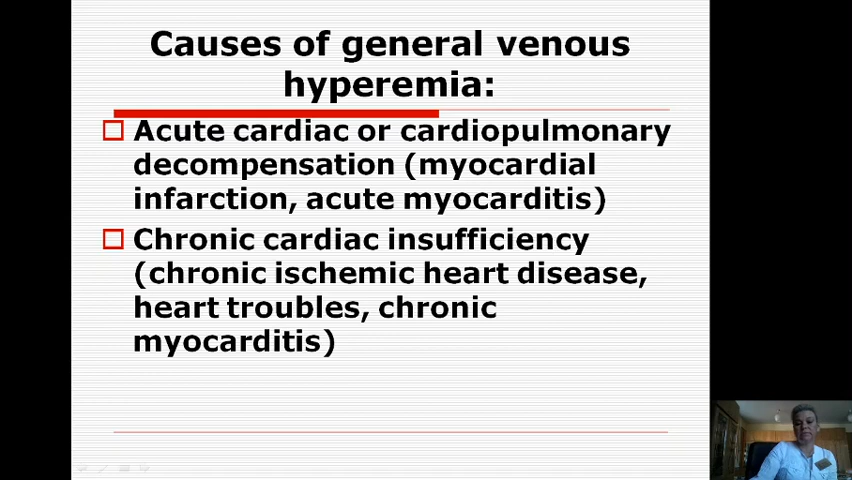 Causes of general venous
hyperemia:
Acute cardiac or cardiopulmonary
decompensation (myocardial
infarction, acute myocarditis)
Chronic cardiac insufficiency
(chronic ischemic heart disease,
heart troubles, chronic
myocarditis)